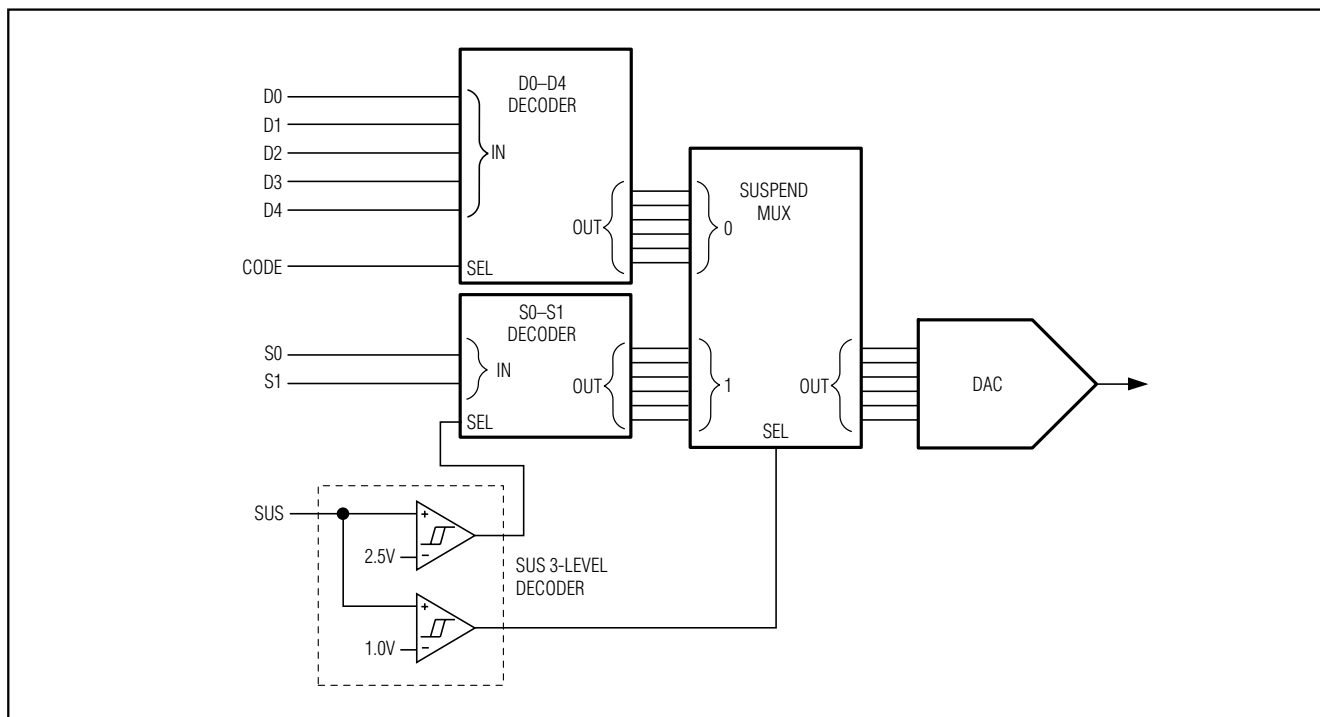 D0–D4
DECODER
D0
D1
D2
D3
D4
IN
OUT
CODE
SEL
SUSPEND
MUX
0
S0–S1
DECODER
S0
S1
IN
OUT
SEL
1
OUT
SEL
DAC
SUS
+
2.5V
−
SUS 3-LEVEL
DECODER
+
1.0V
−